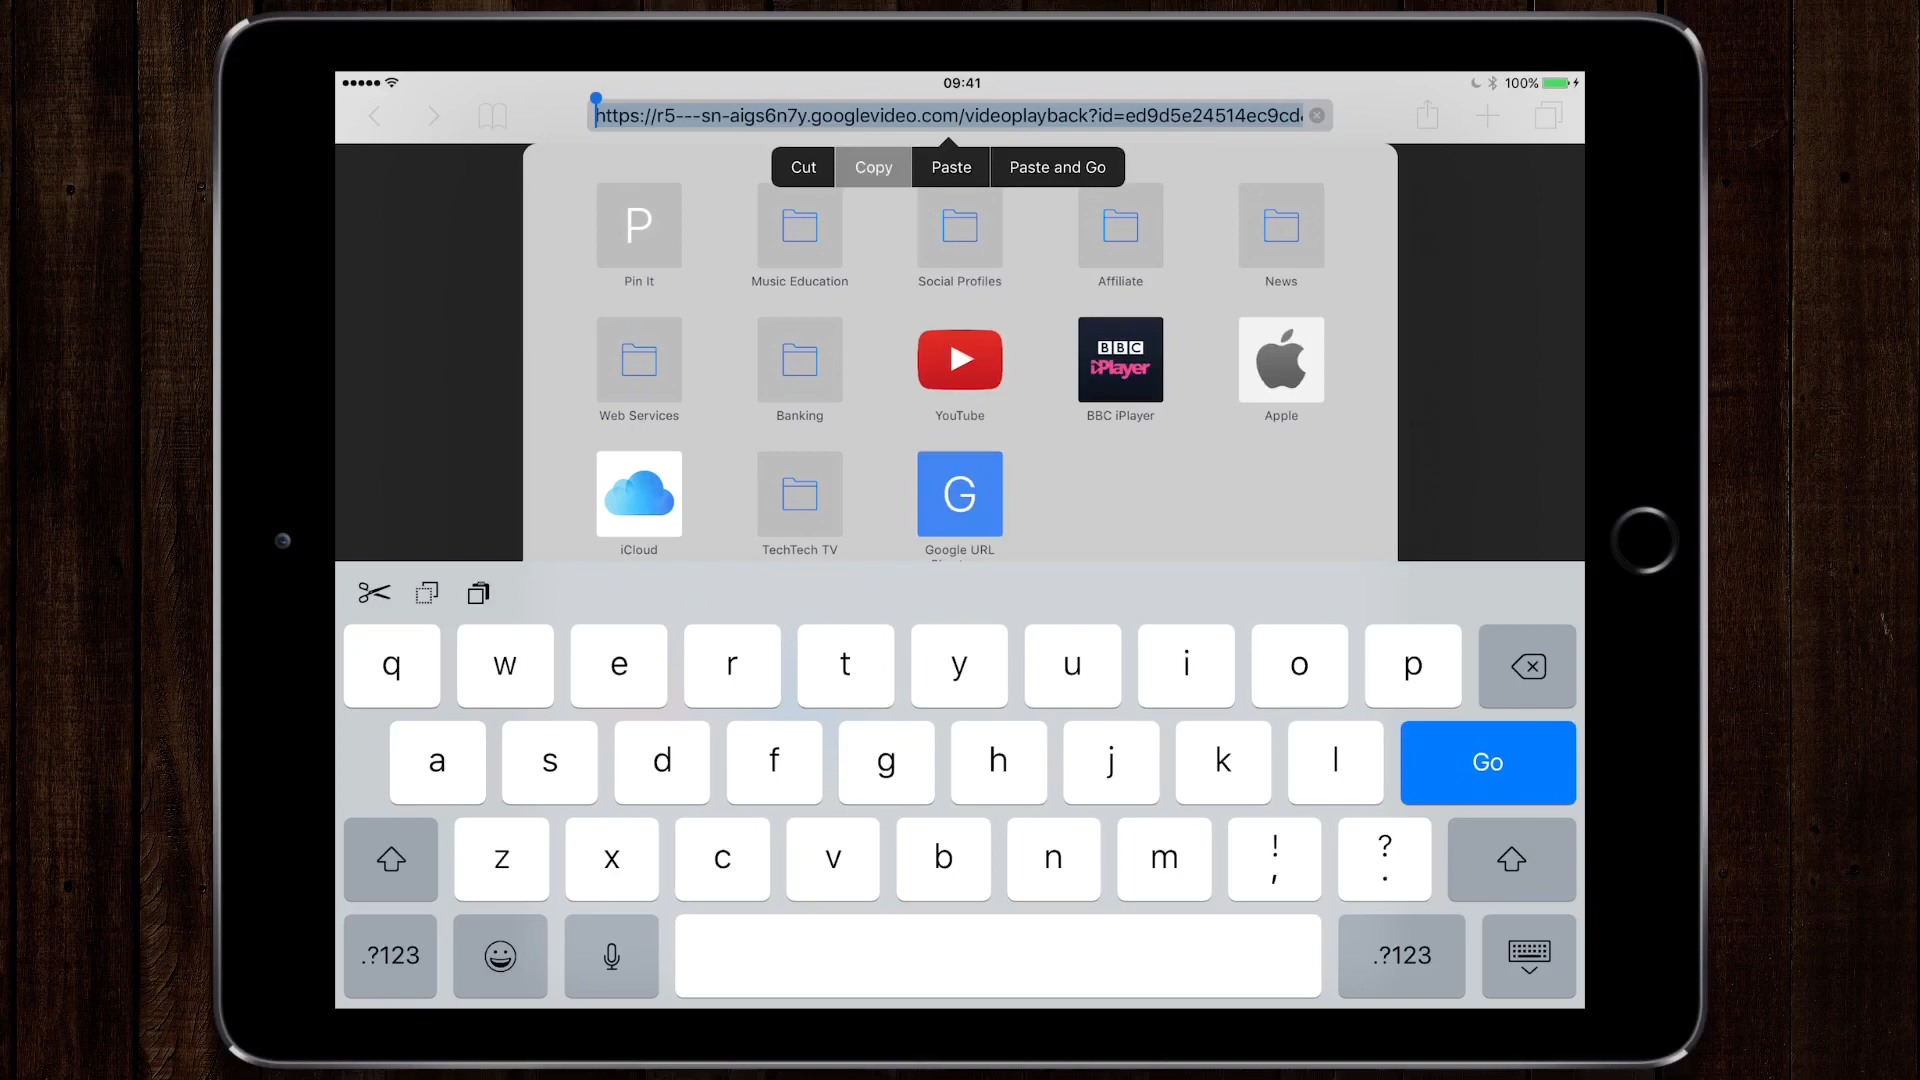 09:41
100%
https://r5---sn-aigs6n7y.googlevideo.com/videoplayback?id=ed9d5e24514ec9cd
Cut Copy Paste Paste and Go
P
Pin It Music Education Social Profiles Affiliate News
BBC
iPlayer
Web Services Banking YouTube BBC iPlayer Apple
G
iCloud TechTech TV Google URL
q w e r t y u i o p
a s d f g h j k l Go
z x c v b n m ! , ? .
.?123 .?123